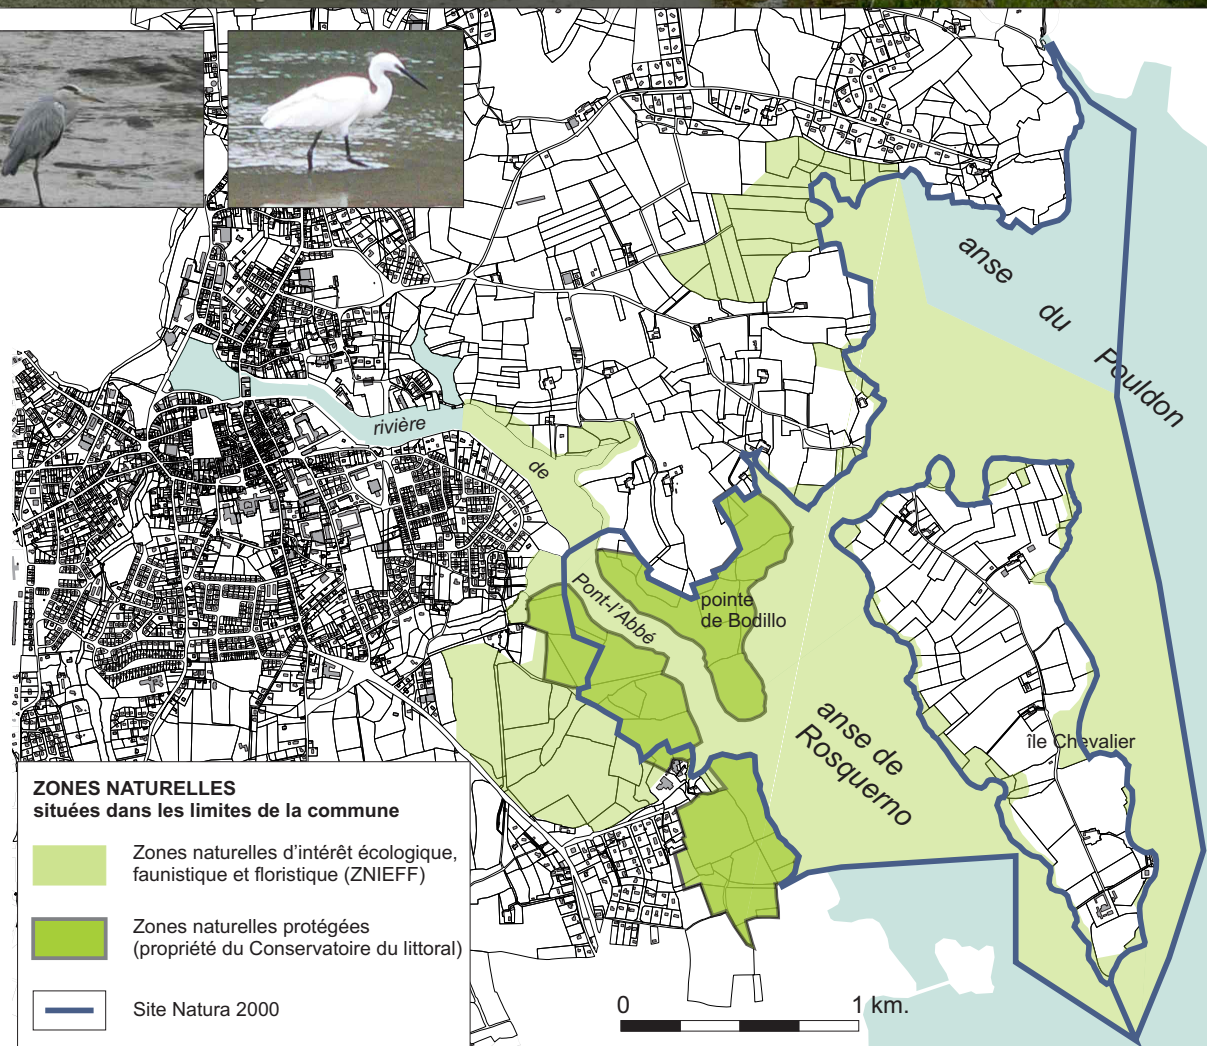 anse
du
Pouldon
rivière
de
Pont-l'Abbé
pointe
de Bodillo
anse de
Rosquerno
île Chevalier
ZONES NATURELLES
situées dans les limites de la commune
Zones naturelles d'intérêt écologique,
faunistique et floristique (ZNIEFF)
Zones naturelles protégées
(propriété du Conservatoire du littoral)
Site Natura 2000
0 1 km.